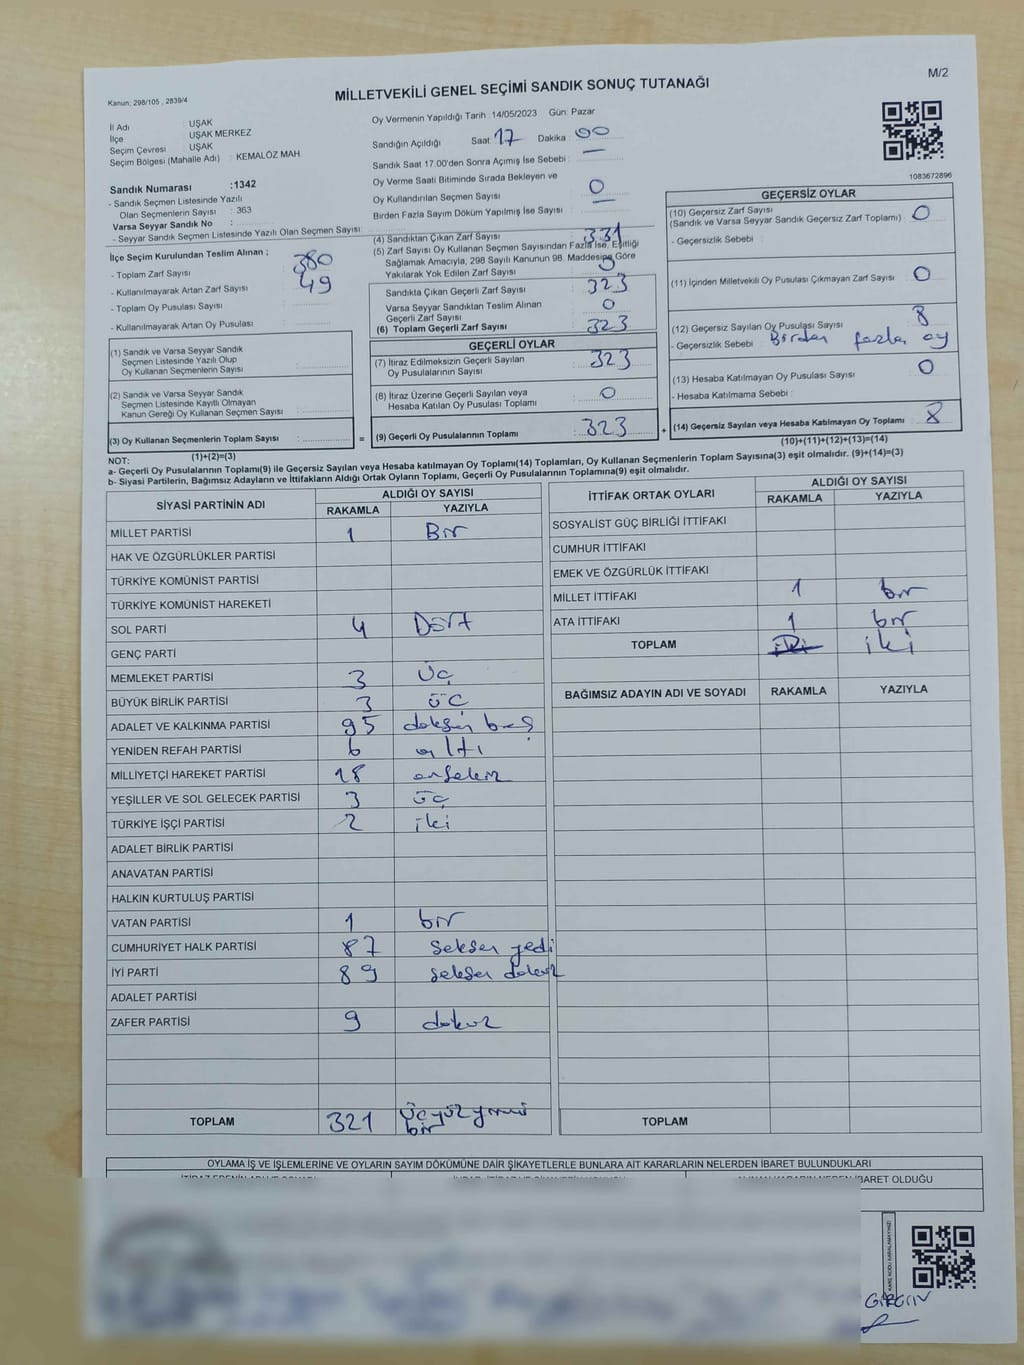 M/2
Kanun: 298/105 , 2839/4
MİLLETVEKİLİ GENEL SEÇİMİ SANDIK SONUÇ TUTANAĞI
İl Adı : UŞAK
İlçe : UŞAK MERKEZ
Seçim Çevresi : UŞAK
Seçim Bölgesi (Mahalle Adı) : KEMALÖZ MAH.
Sandık Numarası :1342
- Sandık Seçmen Listesinde Yazılı
Olan Seçmenlerin Sayısı : 363
Varsa Seyyar Sandık No :
- Seyyar Sandık Seçmen Listesinde Yazılı Olan Seçmen Sayısı :
İlçe Seçim Kurulundan Teslim Alınan ;
- Toplam Zarf Sayısı : 380
- Kullanılmayarak Artan Zarf Sayısı : 49
- Toplam Oy Pusulası Sayısı :
- Kullanılmayarak Artan Oy Pusulası :
(1) Sandık ve Varsa Seyyar Sandık
Seçmen Listesinde Yazılı Olup
Oy Kullanan Seçmenlerin Sayısı :
(2) Sandık ve Varsa Seyyar Sandık
Seçmen Listesinde Kayıtlı Olmayan
Kanun Gereği Oy Kullanan Seçmen Sayısı :
(3) Oy Kullanan Seçmenlerin Toplam Sayısı :
(1)+(2)=(3)
Oy Vermenin Yapıldığı Tarih : 14/05/2023 Gün: Pazar
Sandığın Açıldığı Saat: 17 Dakika : 00
Sandık Saat 17.00'den Sonra Açımış İse Sebebi :
Oy Verme Saati Bitiminde Sırada Bekleyen ve
Oy Kullandırılan Seçmen Sayısı : 0
Birden Fazla Sayım Döküm Yapılmış İse Sayısı :
(4) Sandıktan Çıkan Zarf Sayısı : 331
(5) Zarf Sayısı Oy Kullanan Seçmen Sayısından Fazla İse, Eşitliği
Sağlamak Amacıyla, 298 Sayılı Kanunun 98. Maddesine Göre
Yakılarak Yok Edilen Zarf Sayısı : 0
Sandıkta Çıkan Geçerli Zarf Sayısı : 323
Varsa Seyyar Sandıktan Teslim Alınan
Geçerli Zarf Sayısı : 0
(6) Toplam Geçerli Zarf Sayısı : 323
GEÇERLİ OYLAR
(7) İtiraz Edilmeksizin Geçerli Sayılan
Oy Pusulalarının Sayısı : 323
(8) İtiraz Üzerine Geçerli Sayılan veya
Hesaba Katılan Oy Pusulası Toplamı : 0
= (9) Geçerli Oy Pusulalarının Toplamı : 323 +
1083672896
GEÇERSİZ OYLAR
(10) Geçersiz Zarf Sayısı
(Sandık ve Varsa Seyyar Sandık Geçersiz Zarf Toplamı) : 0
- Geçersizlik Sebebi :
(11) İçinden Milletvekili Oy Pusulası Çıkmayan Zarf Sayısı : 0
(12) Geçersiz Sayılan Oy Pusulası Sayısı : 8
- Geçersizlik Sebebi : Birden fazla oy
(13) Hesaba Katılmayan Oy Pusulası Sayısı : 0
- Hesaba Katılmama Sebebi :
(14) Geçersiz Sayılan veya Hesaba Katılmayan Oy Toplamı : 8
(10)+(11)+(12)+(13)=(14)
NOT:
a- Geçerli Oy Pusulalarının Toplamı(9) ile Geçersiz Sayılan veya Hesaba katılmayan Oy Toplamı(14) Toplamları, Oy Kullanan Seçmenlerin Toplam Sayısına(3) eşit olmalıdır. (9)+(14)=(3)
b- Siyasi Partilerin, Bağımsız Adayların ve İttifakların Aldığı Ortak Oyların Toplamı, Geçerli Oy Pusulalarının Toplamına(9) eşit olmalıdır.
SİYASİ PARTİNİN ADI ALDIĞI OY SAYISI
RAKAMLA YAZIYLA
MİLLET PARTİSİ 1 Bir
HAK VE ÖZGÜRLÜKLER PARTİSİ
TÜRKİYE KOMÜNİST PARTİSİ
TÜRKİYE KOMÜNİST HAREKETİ
SOL PARTİ 4 Dört
GENÇ PARTİ
MEMLEKET PARTİSİ 3 üç
BÜYÜK BİRLİK PARTİSİ 3 üç
ADALET VE KALKINMA PARTİSİ 95 doksan beş
YENİDEN REFAH PARTİSİ 6 altı
MİLLİYETÇİ HAREKET PARTİSİ 18 onsekiz
YEŞİLLER VE SOL GELECEK PARTİSİ 3 üç
TÜRKİYE İŞÇİ PARTİSİ 2 iki
ADALET BİRLİK PARTİSİ
ANAVATAN PARTİSİ
HALKIN KURTULUŞ PARTİSİ
VATAN PARTİSİ 1 bir
CUMHURİYET HALK PARTİSİ 87 seksen yedi
İYİ PARTİ 89 seksen dokuz
ADALET PARTİSİ
ZAFER PARTİSİ 9 dokuz
TOPLAM 321 üçyüzyirmi
bir
İTTİFAK ORTAK OYLARI ALDIĞI OY SAYISI
RAKAMLA YAZIYLA
SOSYALİST GÜÇ BİRLİĞİ İTTİFAKI
CUMHUR İTTİFAKI
EMEK VE ÖZGÜRLÜK İTTİFAKI
MİLLET İTTİFAKI 1 bir
ATA İTTİFAKI 1 bir
TOPLAM iki
BAĞIMSIZ ADAYIN ADI VE SOYADI RAKAMLA YAZIYLA
TOPLAM
OYLAMA İŞ VE İŞLEMLERİNE VE OYLARIN SAYIM DÖKÜMÜNE DAİR ŞİKAYETLERLE BUNLARA AİT KARARLARIN NELERDEN İBARET BULUNDUKLARI
İBARET OLDUĞU